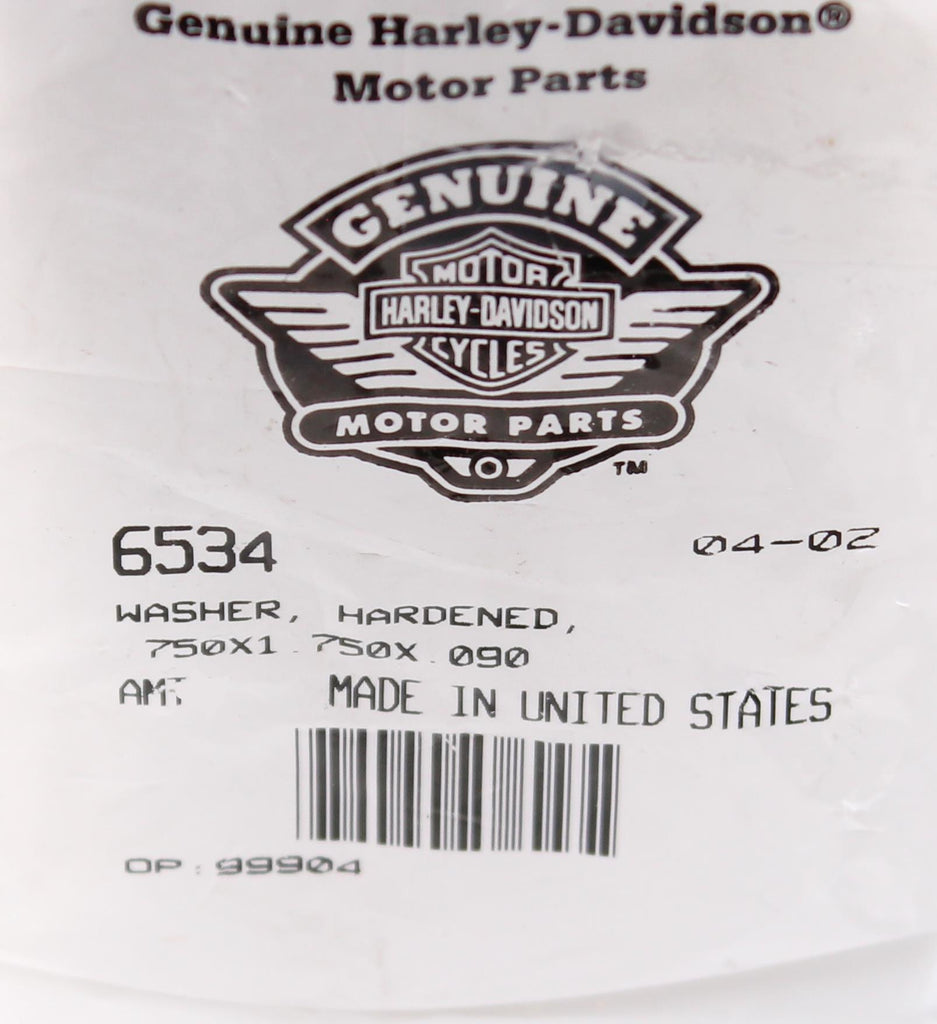 Genuine Harley-Davidson®
Motor Parts
GENUINE
MOTOR
HARLEY-DAVIDSON
CYCLES
MOTOR PARTS
TM
6534 04-02
WASHER, HARDENED,
750X1.750X.090
MADE IN UNITED STATES
OP:99904